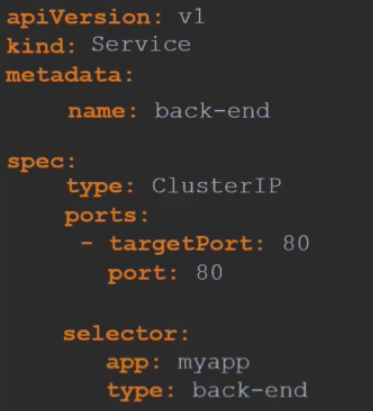 apiVersion: v1
kind: Service
metadata:
name: back-end
spec:
type: ClusterIP
ports:
- targetPort: 80
port: 80
selector:
app: myapp
type: back-end